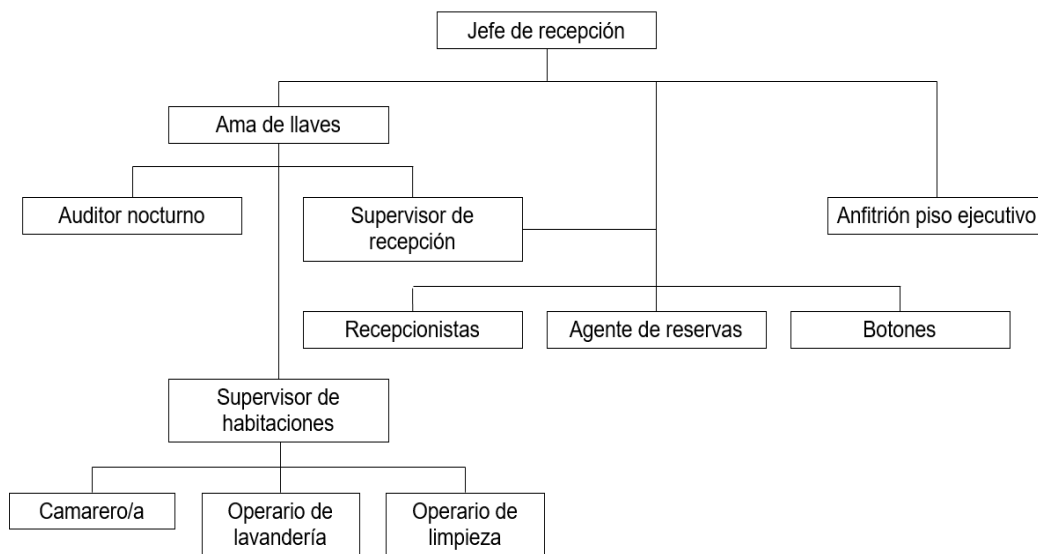 Jefe de recepción
Ama de llaves
Auditor nocturno
Supervisor de
recepción
Anfitrión piso ejecutivo
Recepcionistas
Agente de reservas
Botones
Supervisor de
habitaciones
Camarero/a
Operario de
lavandería
Operario de
limpieza